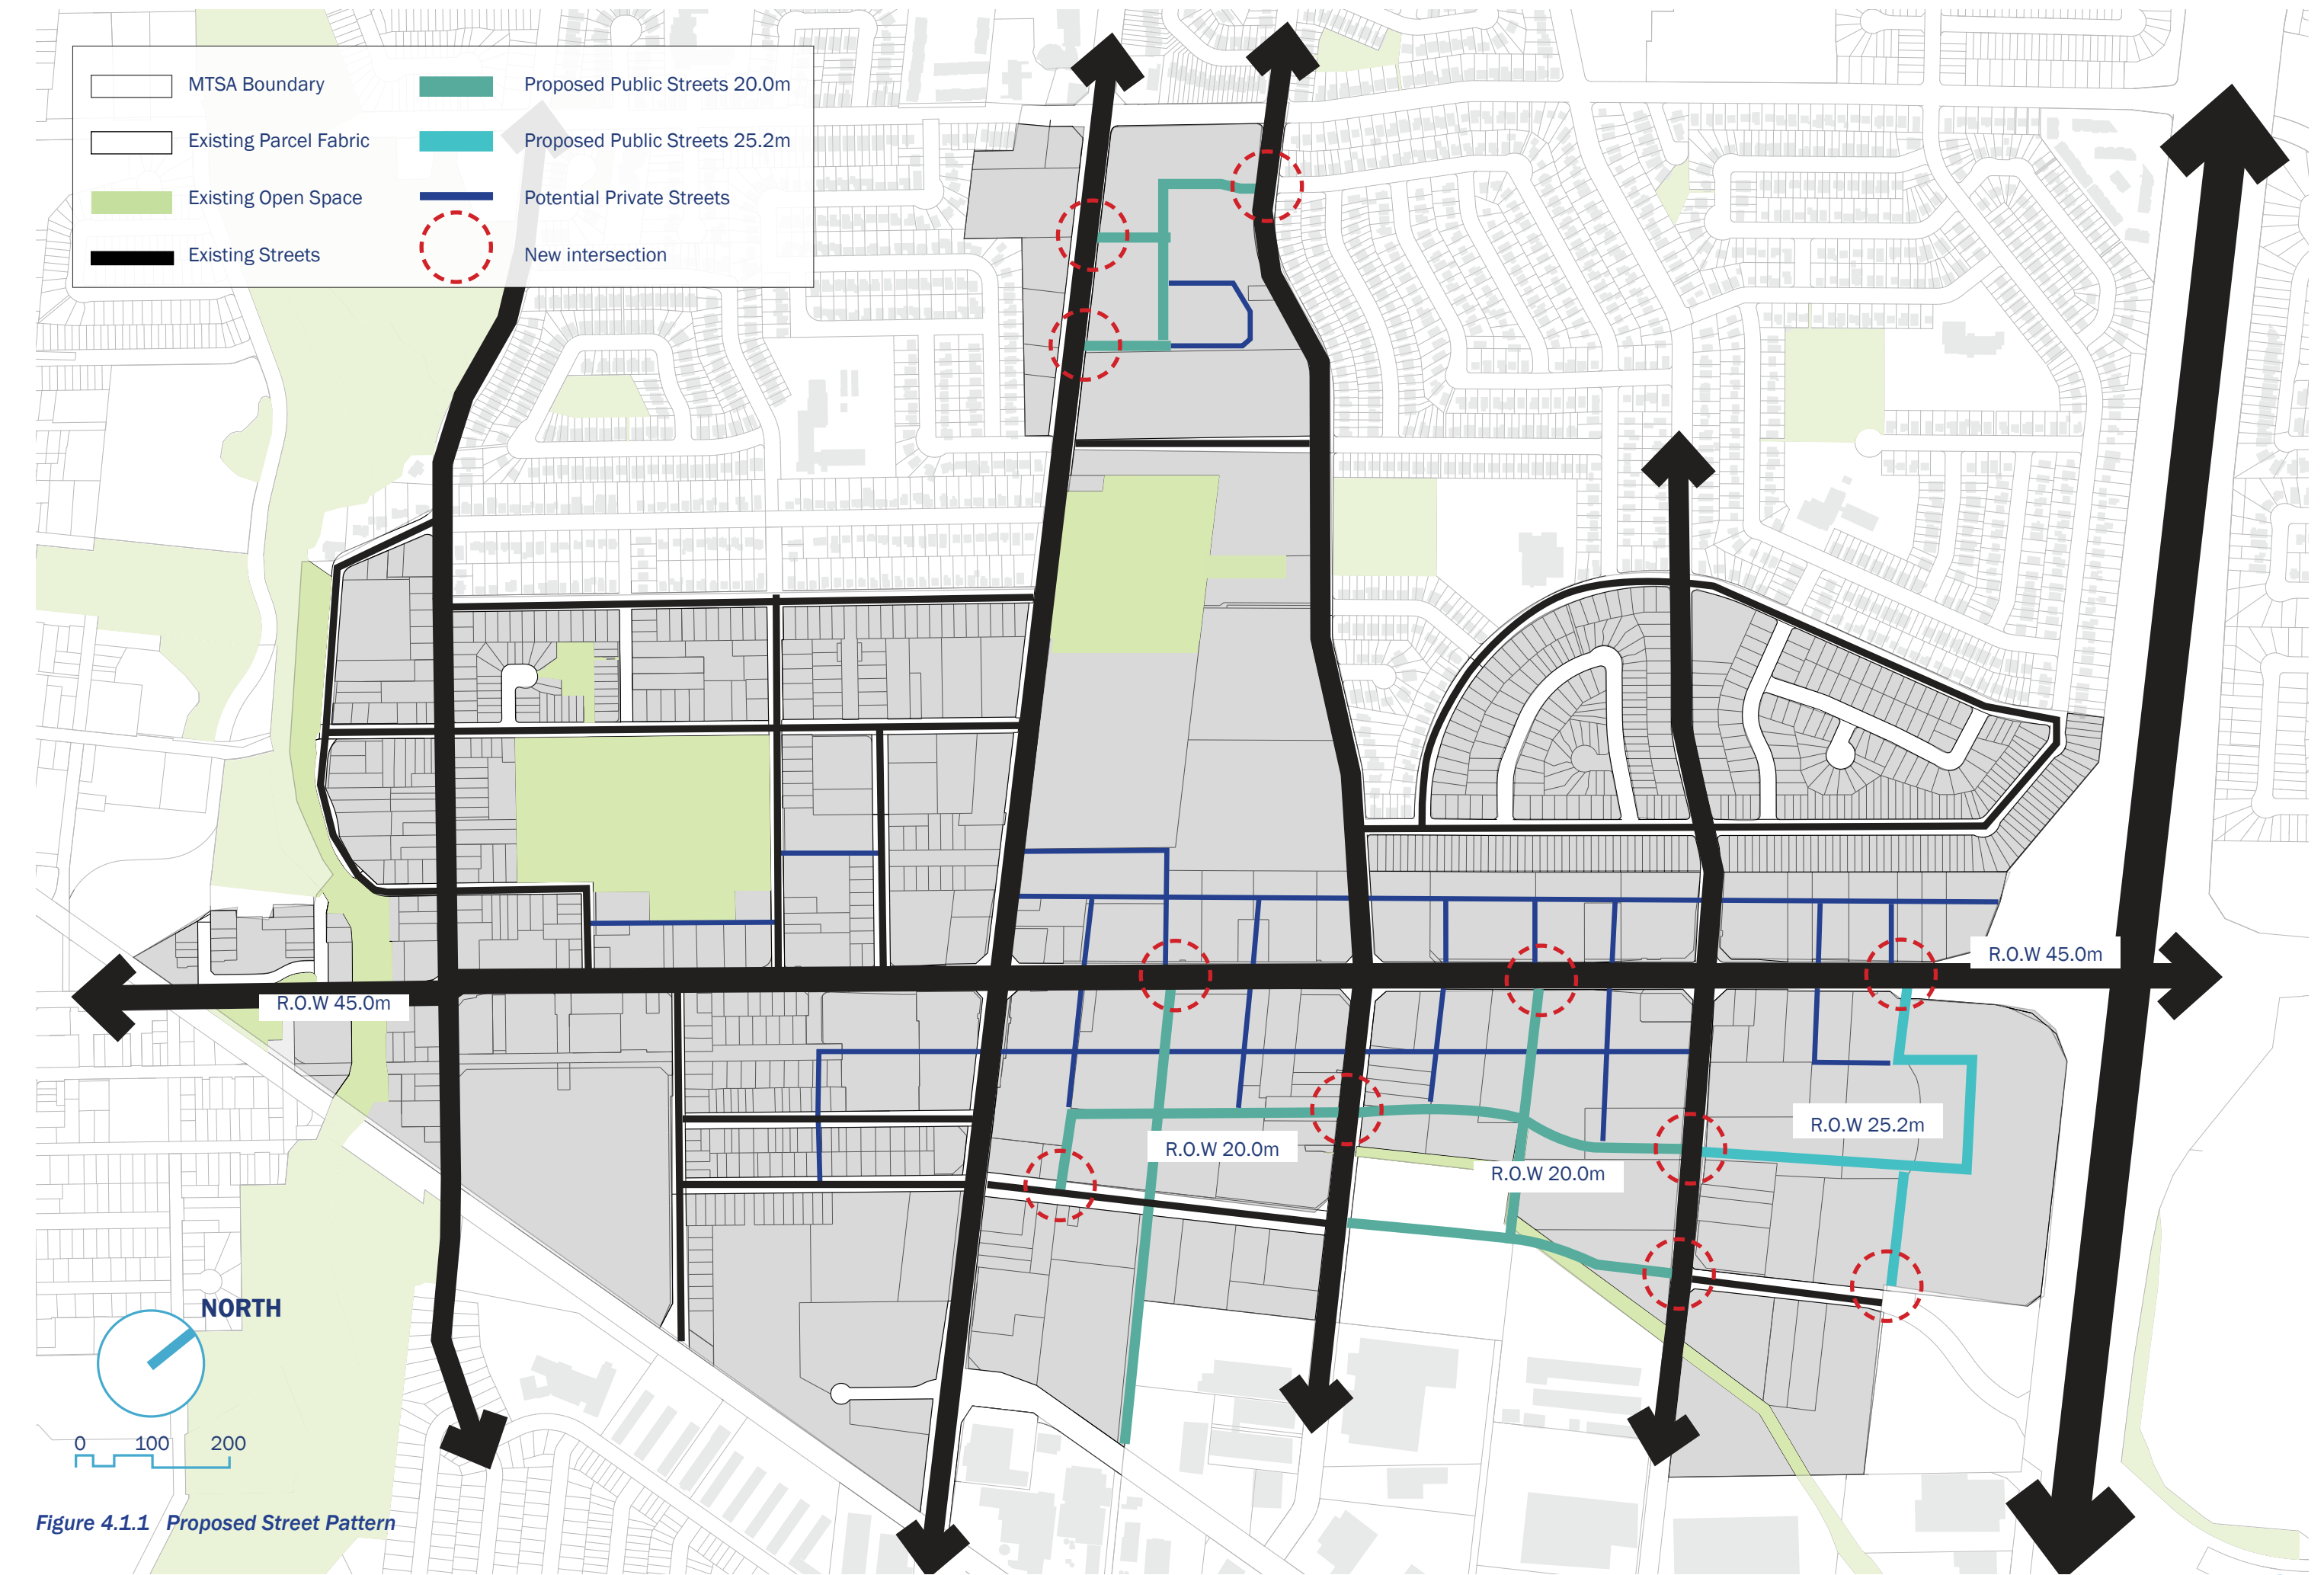 MTSA Boundary
Proposed Public Streets 20.0m
Existing Parcel Fabric
Proposed Public Streets 25.2m
Existing Open Space
Potential Private Streets
Existing Streets
New intersection
R.O.W 45.0m
R.O.W 45.0m
R.O.W 25.2m
R.O.W 20.0m
R.O.W 20.0m
NORTH
0 100 200
Figure 4.1.1 Proposed Street Pattern